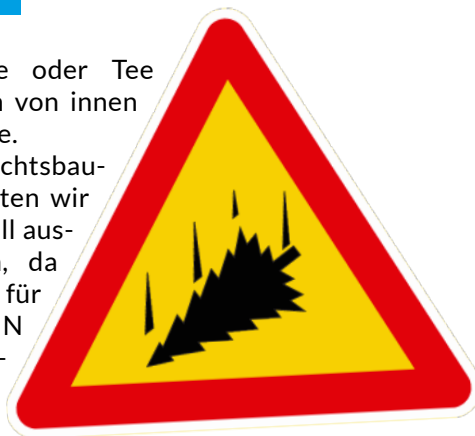 e oder Tee
n von innen
e.
chtsbau-
ten wir
ll aus-
, da
für
N
-